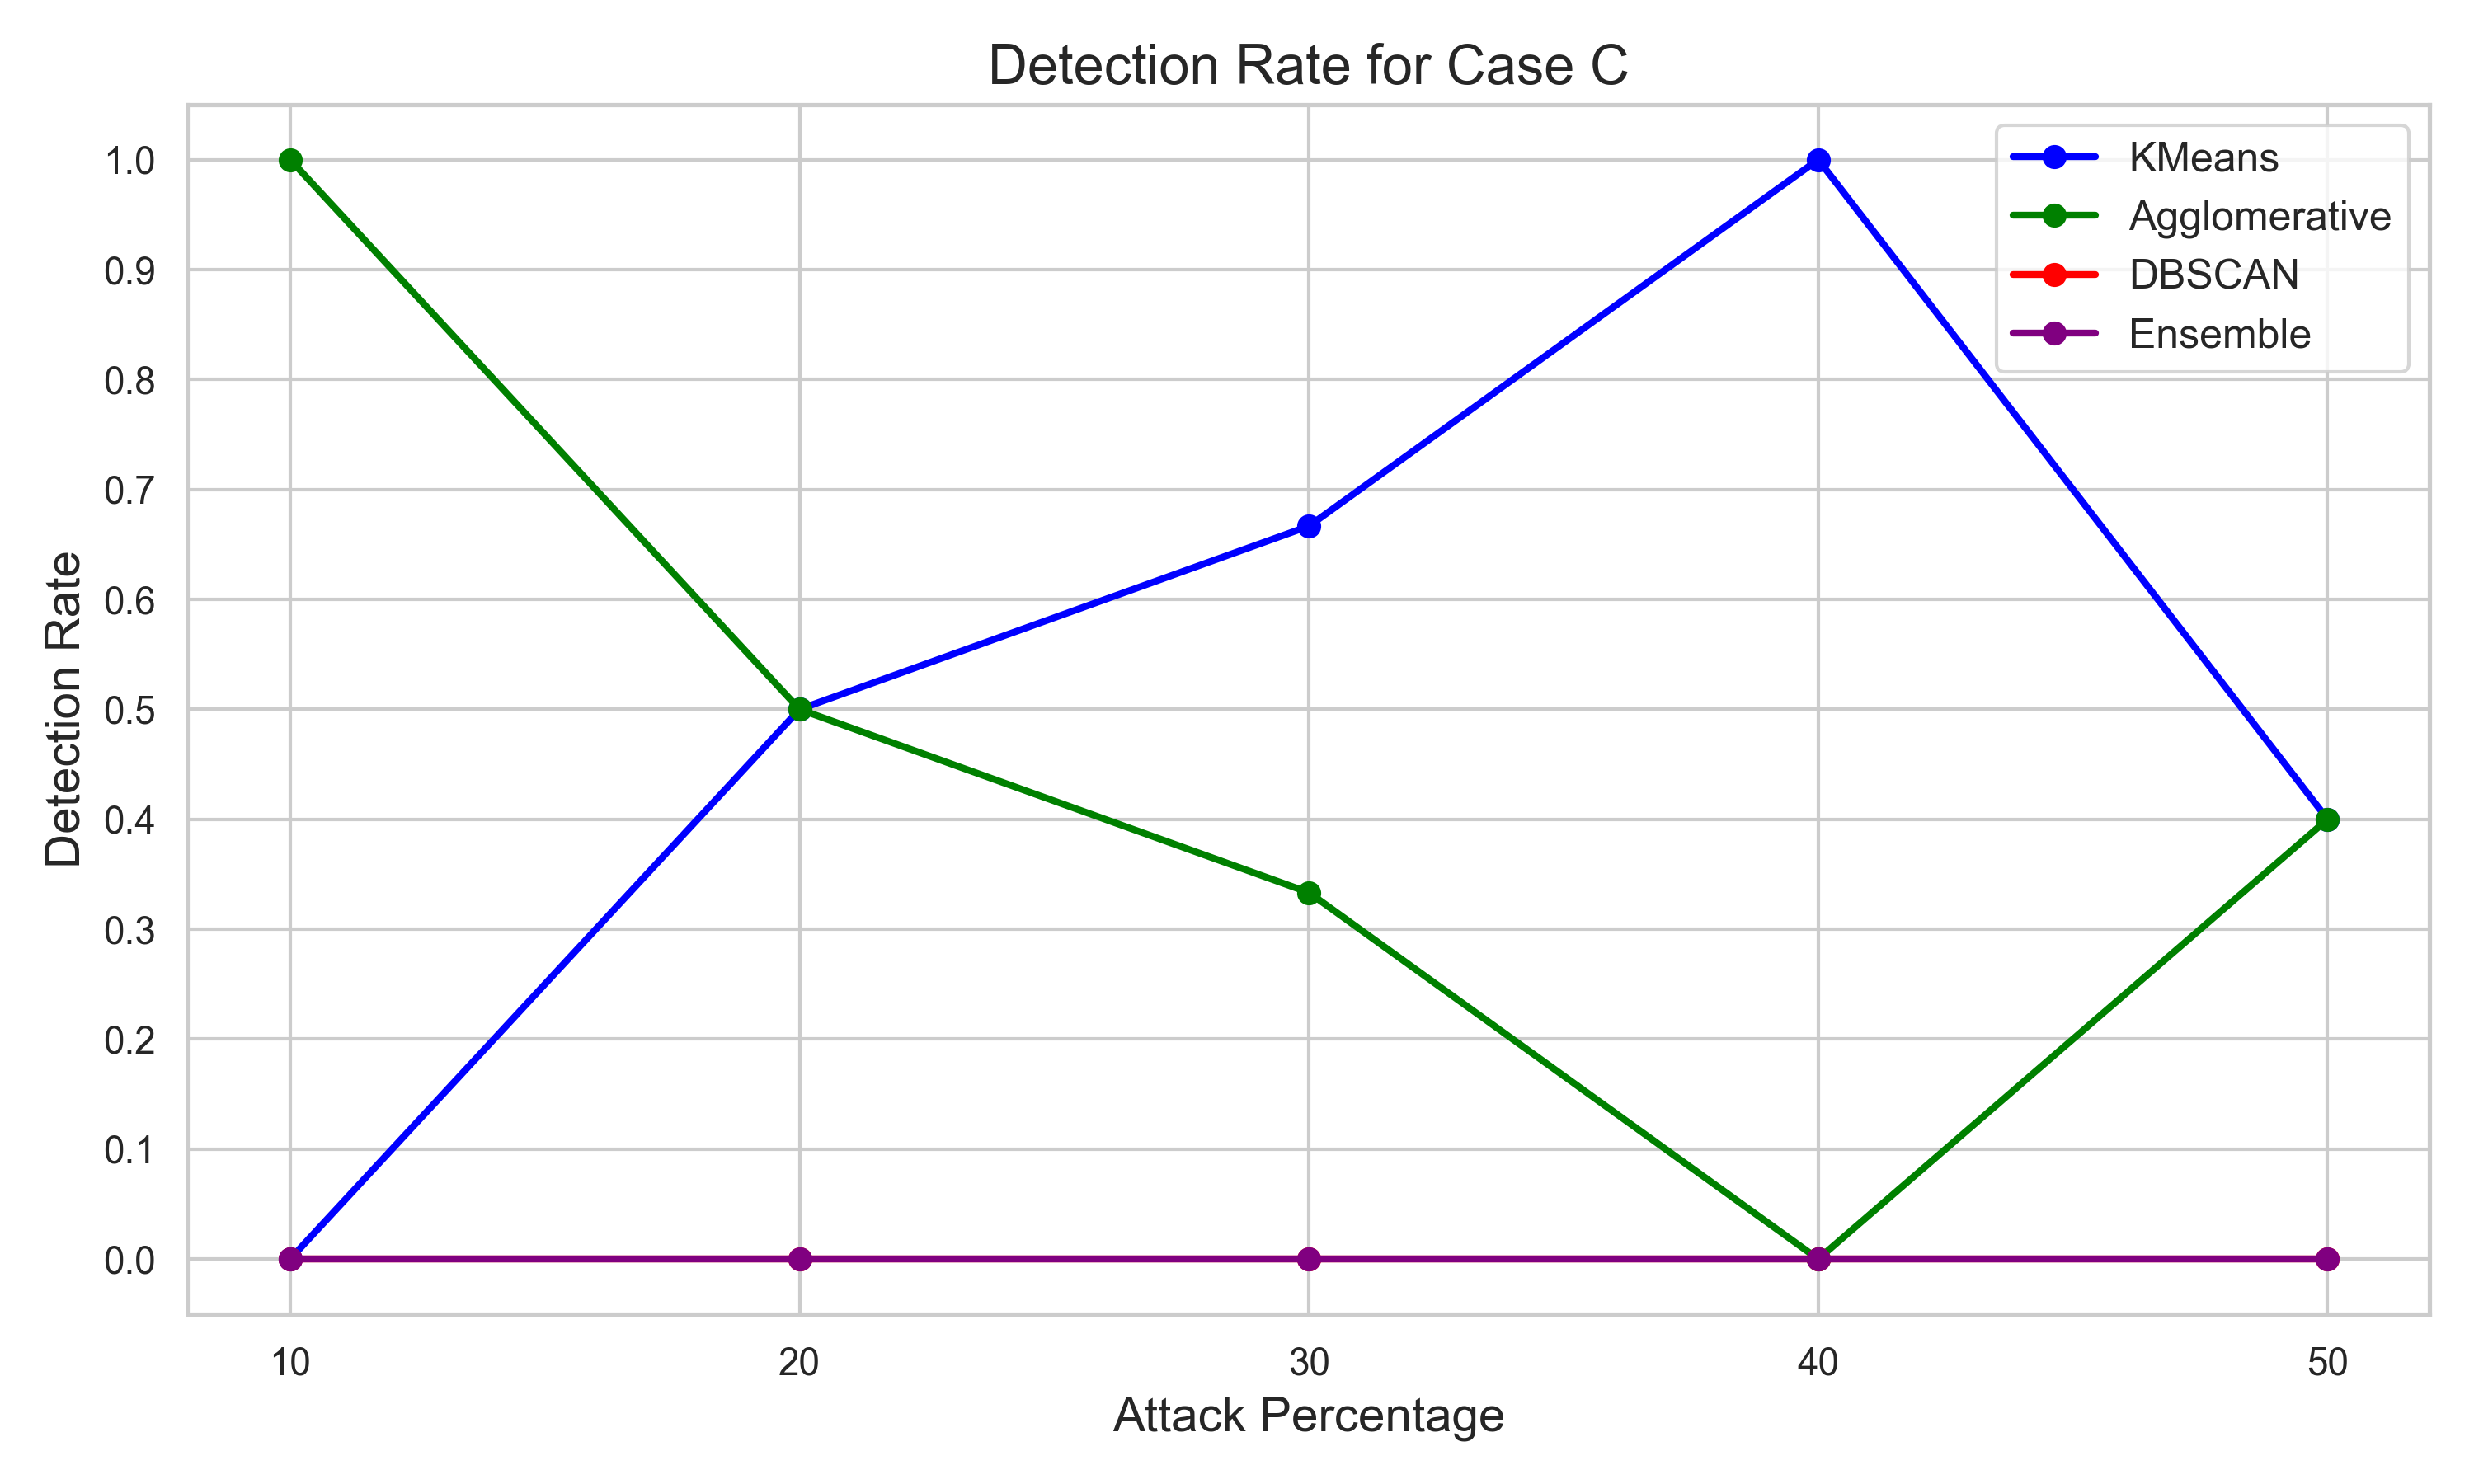 Detection Rate for Case C
1.0
0.9
0.8
0.7
0.6
0.5
0.4
0.3
0.2
0.1
0.0
Detection Rate
KMeans
Agglomerative
DBSCAN
Ensemble
10 20 30 40 50
Attack Percentage